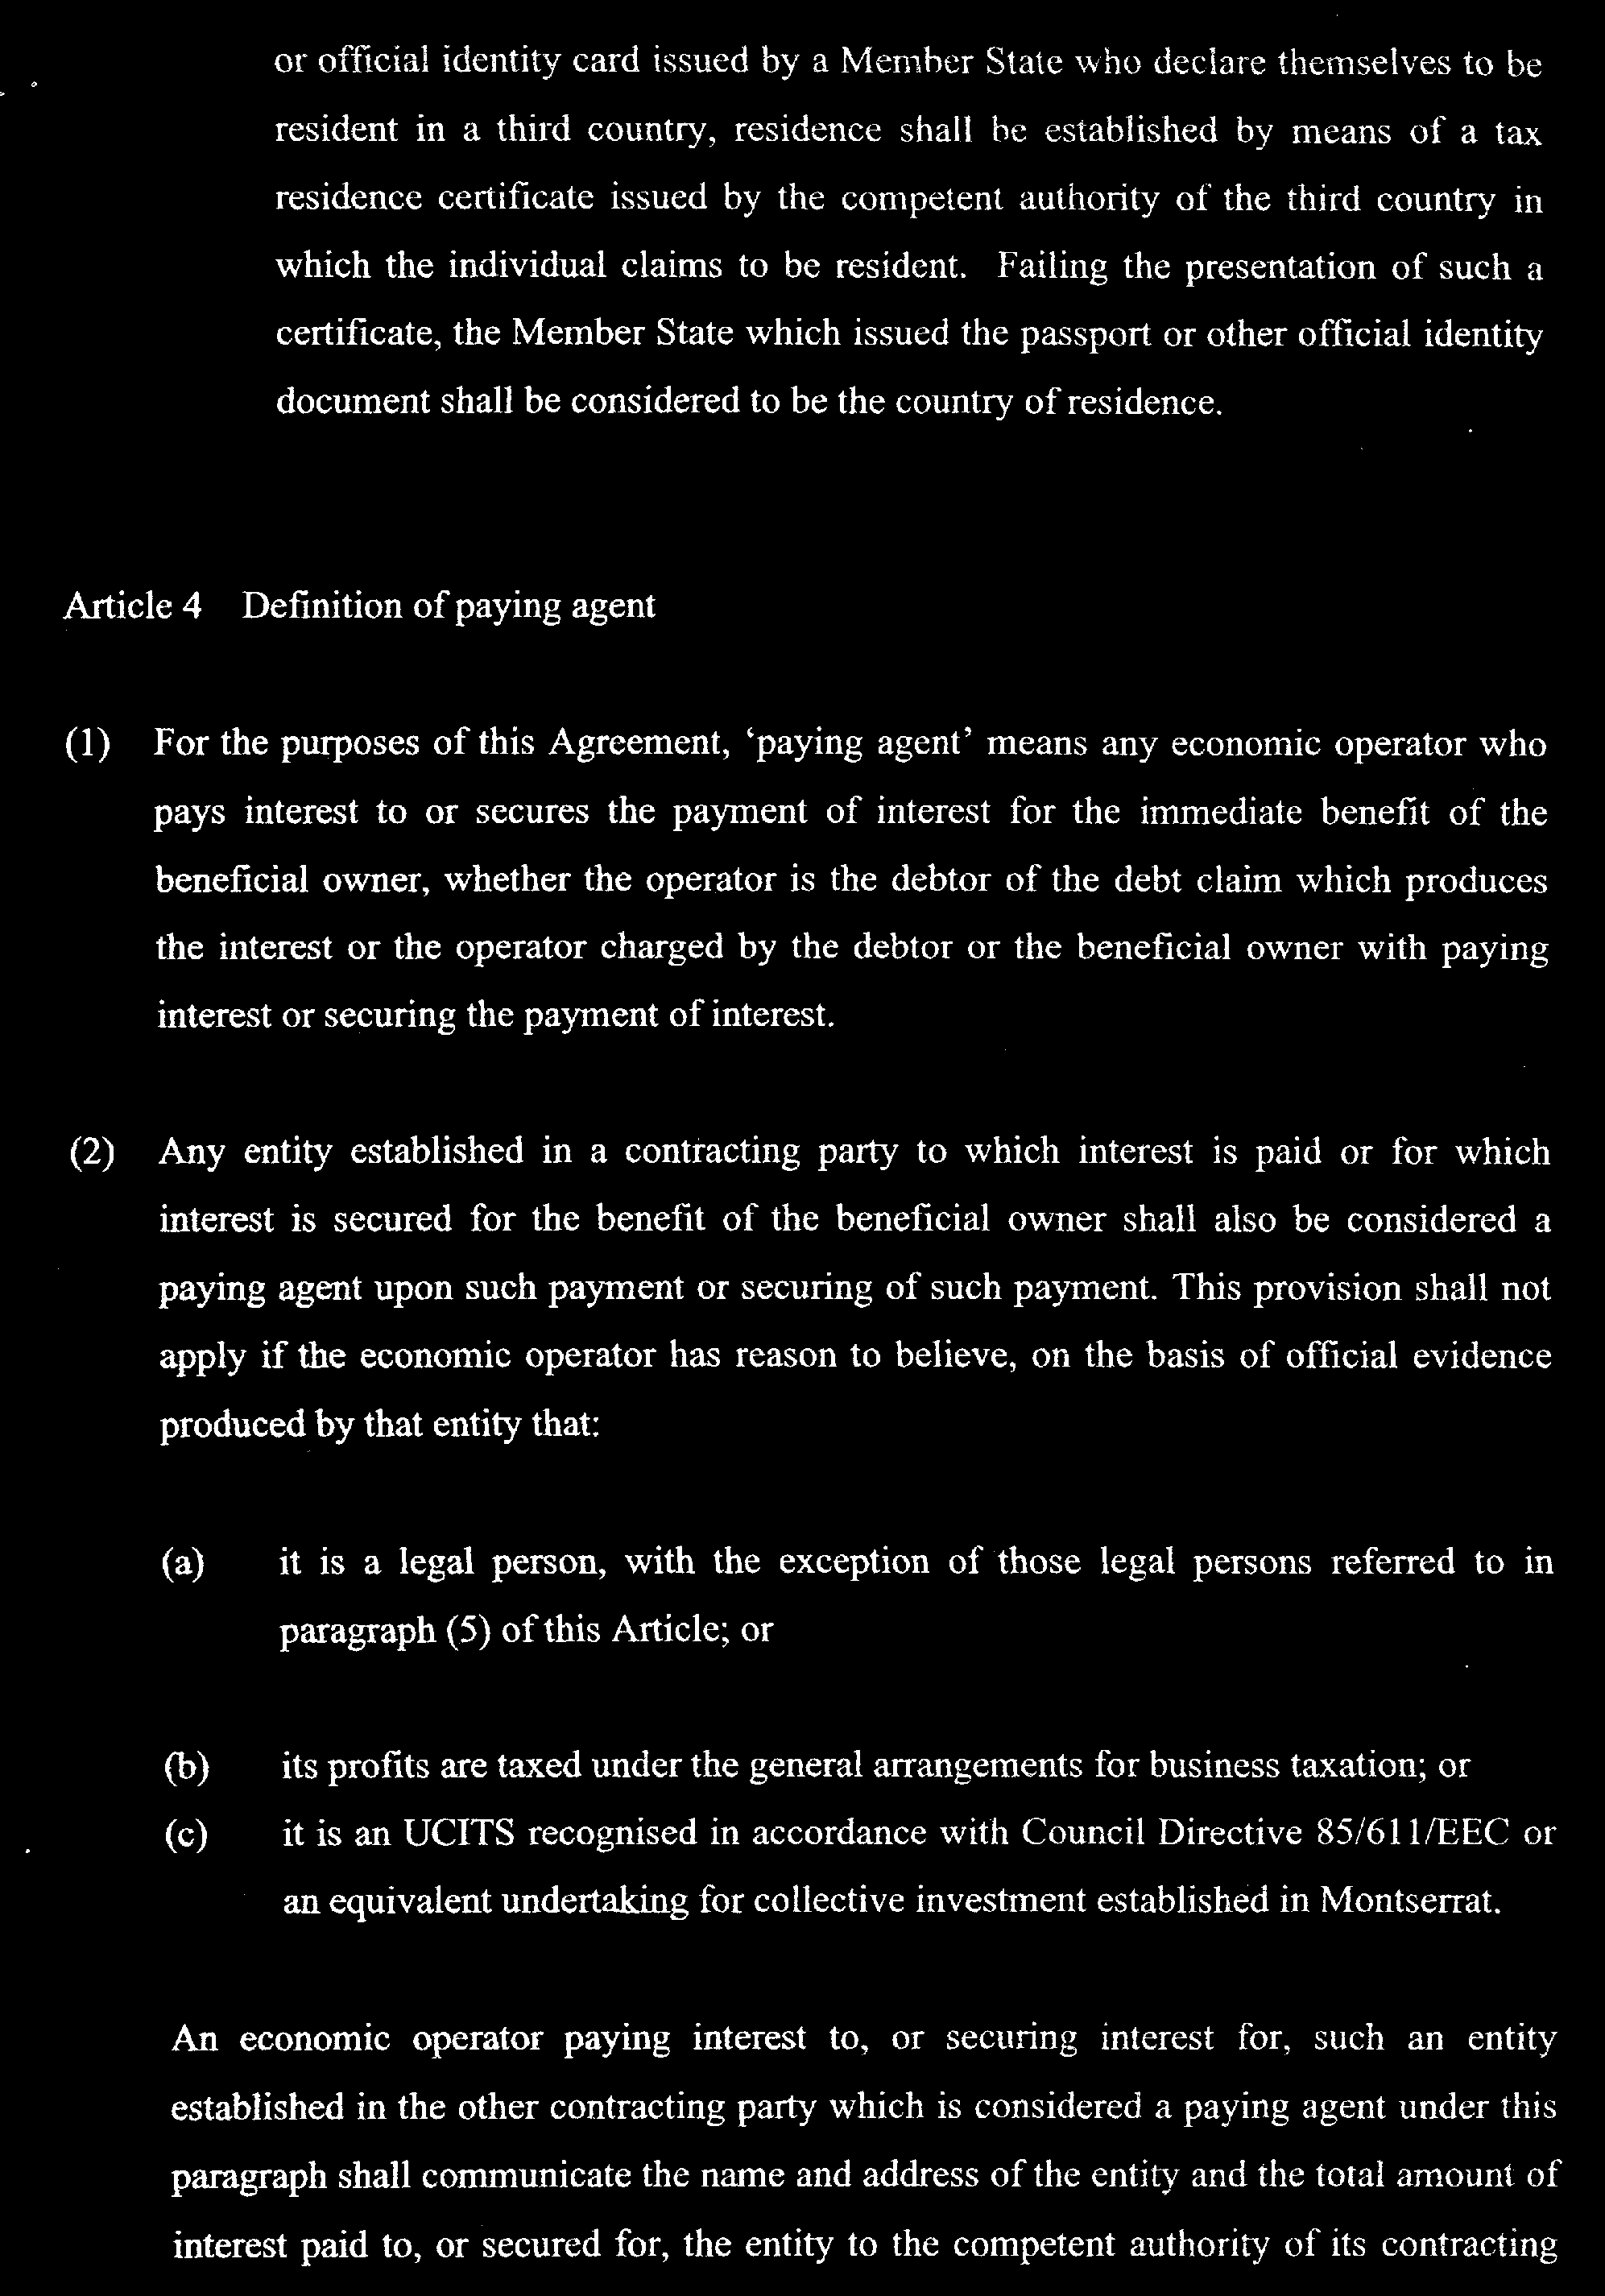 or official identity card issued by a Member State who declare themselves to be
resident in a third country, residence shall be established by means of a tax
residence certificate issued by the competent authority of the third country in
which the individual claims to be resident. Failing the presentation of such a
certificate, the Member State which issued the passport or other official identity
document shall be considered to be the country of residence.
Article 4 Definition of paying agent
(1) For the purposes of this Agreement, ‘paying agent’ means any economic operator who
pays interest to or secures the payment of interest for the immediate benefit of the
beneficial owner, whether the operator is the debtor of the debt claim which produces
the interest or the operator charged by the debtor or the beneficial owner with paying
interest or securing the payment of interest.
(2) Any entity established in a contracting party to which interest is paid or for which
interest is secured for the benefit of the beneficial owner shall also be considered a
paying agent upon such payment or securing of such payment. This provision shall not
apply if the economic operator has reason to believe, on the basis of official evidence
produced by that entity that:
(a) it is a legal person, with the exception of those legal persons referred to in
paragraph (5) of this Article; or
(b) its profits are taxed under the general arrangements for business taxation; or
(c) it is an UCITS recognised in accordance with Council Directive 85/611/EEC or
an equivalent undertaking for collective investment established in Montserrat.
An economic operator paying interest to, or securing interest for, such an entity
established in the other contracting party which is considered a paying agent under this
paragraph shall communicate the name and address of the entity and the total amount of
interest paid to, or secured for, the entity to the competent authority of its contracting